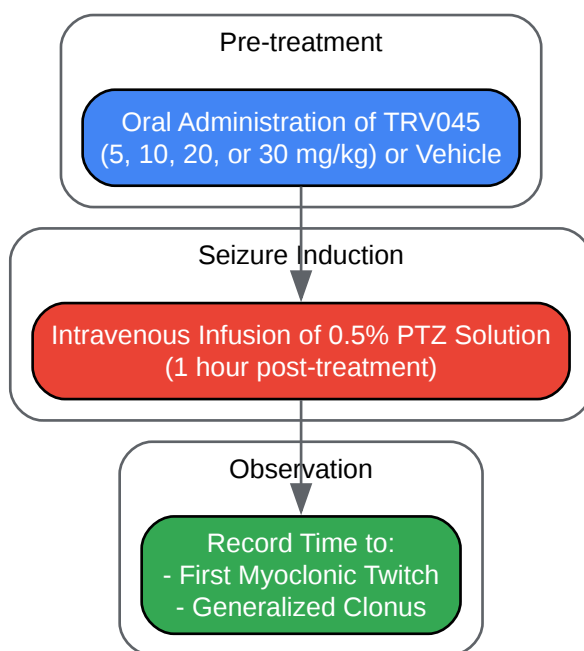 Pre-treatment
Oral Administration of TRV045
(5, 10, 20, or 30 mg/kg) or Vehicle
Seizure Induction
Intravenous Infusion of 0.5% PTZ Solution
(1 hour post-treatment)
Observation
Record Time to:
- First Myoclonic Twitch
- Generalized Clonus